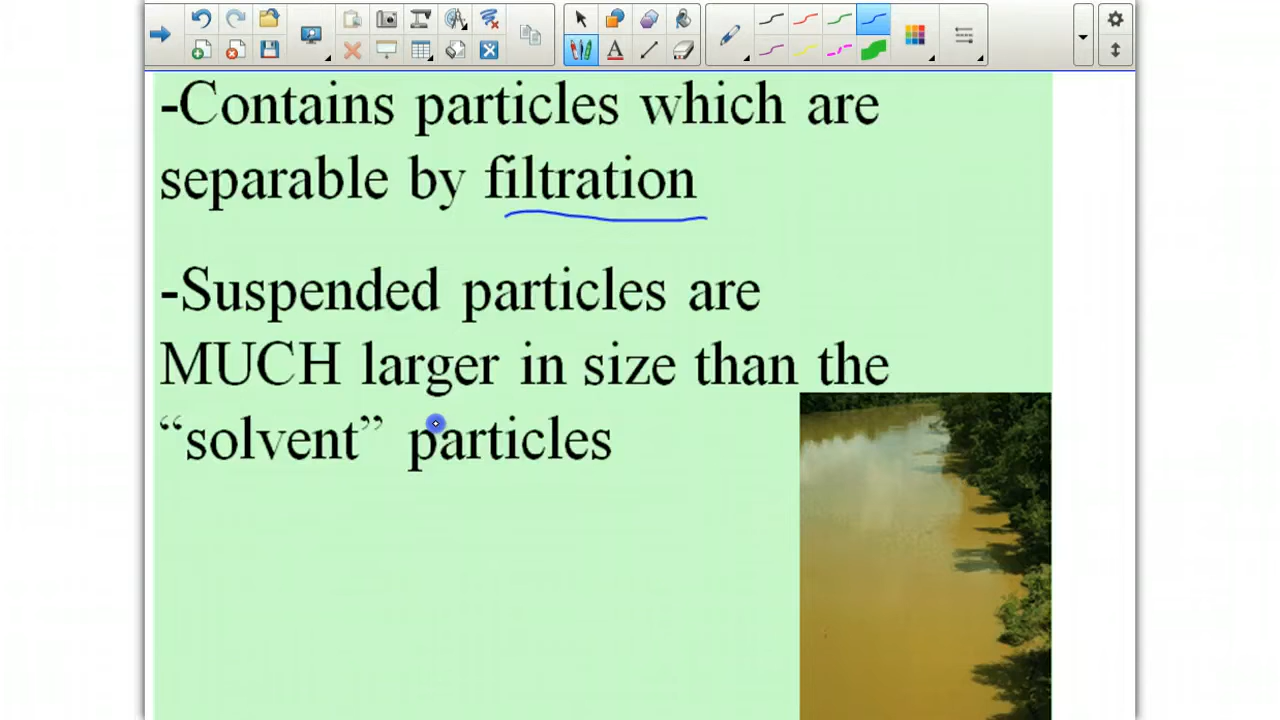 -Contains particles which are
separable by filtration
-Suspended particles are
MUCH larger in size than the
“solvent” particles